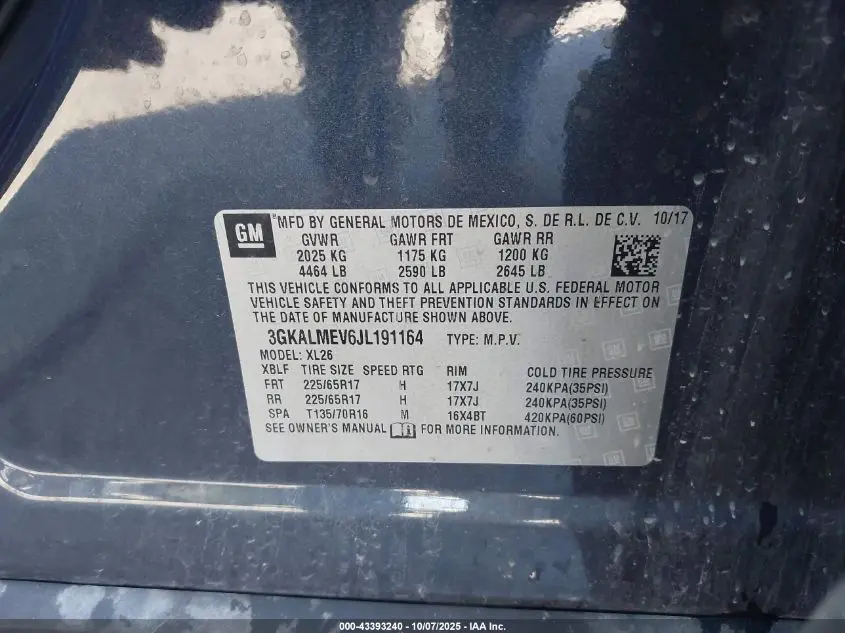 GM MFD BY GENERAL MOTORS DE MEXICO, S. DE R.L. DE C.V. 10/17
GVWR GAWR FRT GAWR RR
2025 KG 1175 KG 1200 KG
4464 LB 2590 LB 2645 LB
THIS VEHICLE CONFORMS TO ALL APPLICABLE U.S. FEDERAL MOTOR
VEHICLE SAFETY AND THEFT PREVENTION STANDARDS IN EFFECT ON
THE DATE OF MANUFACTURE SHOWN ABOVE.
3GKALMEV6JL191164 TYPE: M.P.V.
MODEL: XL26
XBLF TIRE SIZE SPEED RTG RIM COLD TIRE PRESSURE
FRT 225/65R17 H 17X7J 240KPA(35PSI)
RR 225/65R17 H 17X7J 240KPA(35PSI)
SPA T135/70R16 M 16X4BT 420KPA(60PSI)
SEE OWNER'S MANUAL FOR MORE INFORMATION.
000-43393240 - 10/07/2025 - IAA Inc.